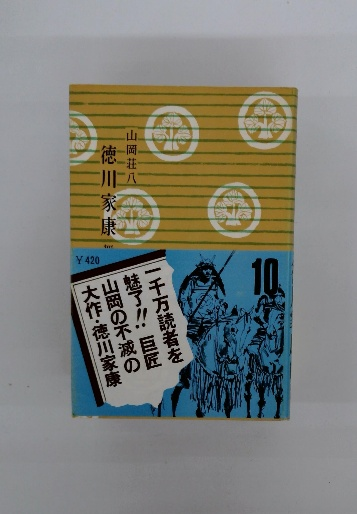 山岡荘八
徳川家康
￥420
10
一千万読者を
魅了!! 巨匠
山岡の不滅の
大作・徳川家康